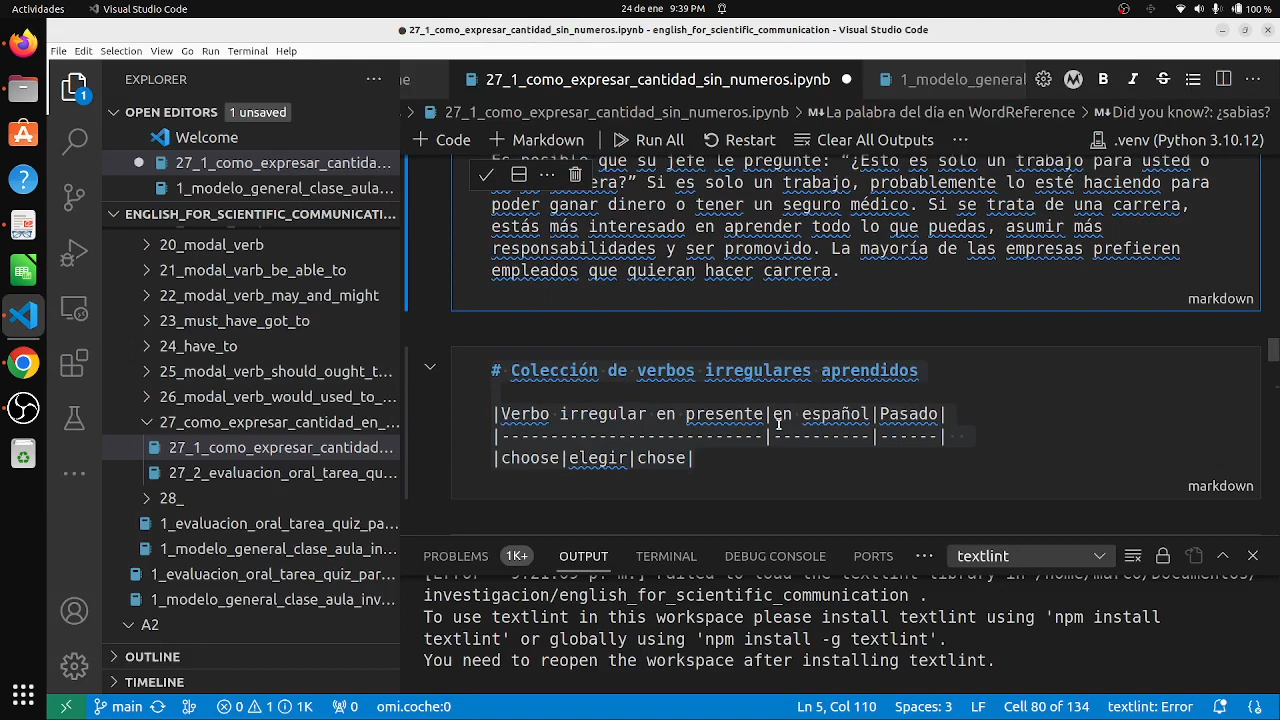 Actividades
Visual Studio Code
24 de ene 9:39 PM
100 %
27_1_como_expresar_cantidad_sin_numeros.ipynb - english_for_scientific_communication - Visual Studio Code
File Edit Selection View Go Run Terminal Help
EXPLORER
27_1_como_expresar_cantidad_sin_numeros.ipynb
1_modelo_general
OPEN EDITORS
1 unsaved
27_1_como_expresar_cantidad_sin_numeros.ipynb
La palabra del día en WordReference
Did you know?: ¿sabias?
Welcome
Code
Markdown
Run All
Restart
Clear All Outputs
.venv (Python 3.10.12)
27_1_como_expresar_cantida...
1_modelo_general_clase_aula...
ENGLISH_FOR_SCIENTIFIC_COMMUNICATI...
20_modal_verb
21_modal_varb_be_able_to
22_modal_verb_may_and_might
23_must_have_got_to
24_have_to
25_modal_verb_should_ought_t...
26_modal_verb_would_used_to...
27_como_expresar_cantidad_en_...
27_1_como_expresar_cantidad...
27_2_evaluacion_oral_tarea_qu...
28_
1_evaluacion_oral_tarea_quiz_pa...
1_modelo_general_clase_aula_in...
1_evaluacion_oral_tarea_quiz_par...
1_modelo_general_clase_aula_inv...
A2
OUTLINE
TIMELINE
Es posible que su jefe le pregunte: “¿Esto es solo un trabajo para usted o
era?” Si es solo un trabajo, probablemente lo esté haciendo para
poder ganar dinero o tener un seguro médico. Si se trata de una carrera,
estás más interesado en aprender todo lo que puedas, asumir más
responsabilidades y ser promovido. La mayoría de las empresas prefieren
empleados que quieran hacer carrera.
markdown
# Colección de verbos irregulares aprendidos
|Verbo irregular en presente|en español|Pasado|
|---------------------------|----------|------|
|choose|elegir|chose|
markdown
PROBLEMS 1K+ OUTPUT TERMINAL DEBUG CONSOLE PORTS
textlint
investigacion/english_for_scientific_communication .
To use textlint in this workspace please install textlint using 'npm install
textlint' or globally using 'npm install -g textlint'.
You need to reopen the workspace after installing textlint.
main 0 1 1K 0 omi.coche:0
Ln 5, Col 110
Spaces: 3
LF
Cell 80 of 134
textlint: Error